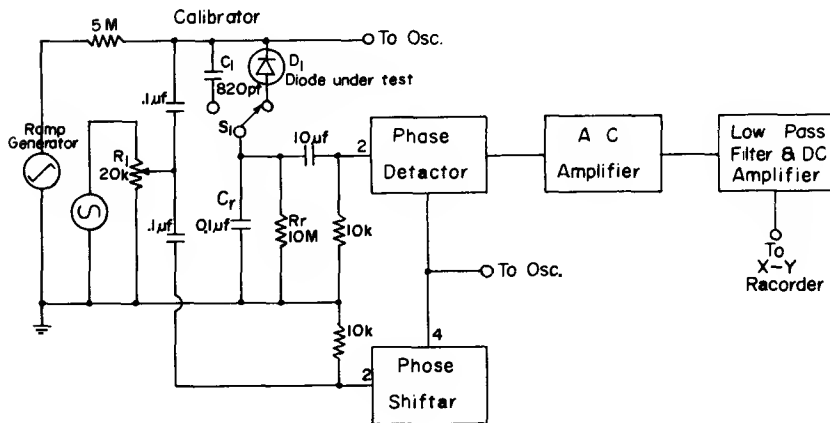 Calibrator
5 M
To Osc.
C1
820pf
D1
Diode under test
.1µf
S1
10µf
2
Phase
Detactor
A C
Amplifier
Low Pass
Filter & DC
Amplifier
Ramp
Generator
R1
20k
.1µf
Cr
0.1µf
Rr
10M
10k
To Osc.
To
X-Y
Racorder
10k
4
2
Phase
Shiftar